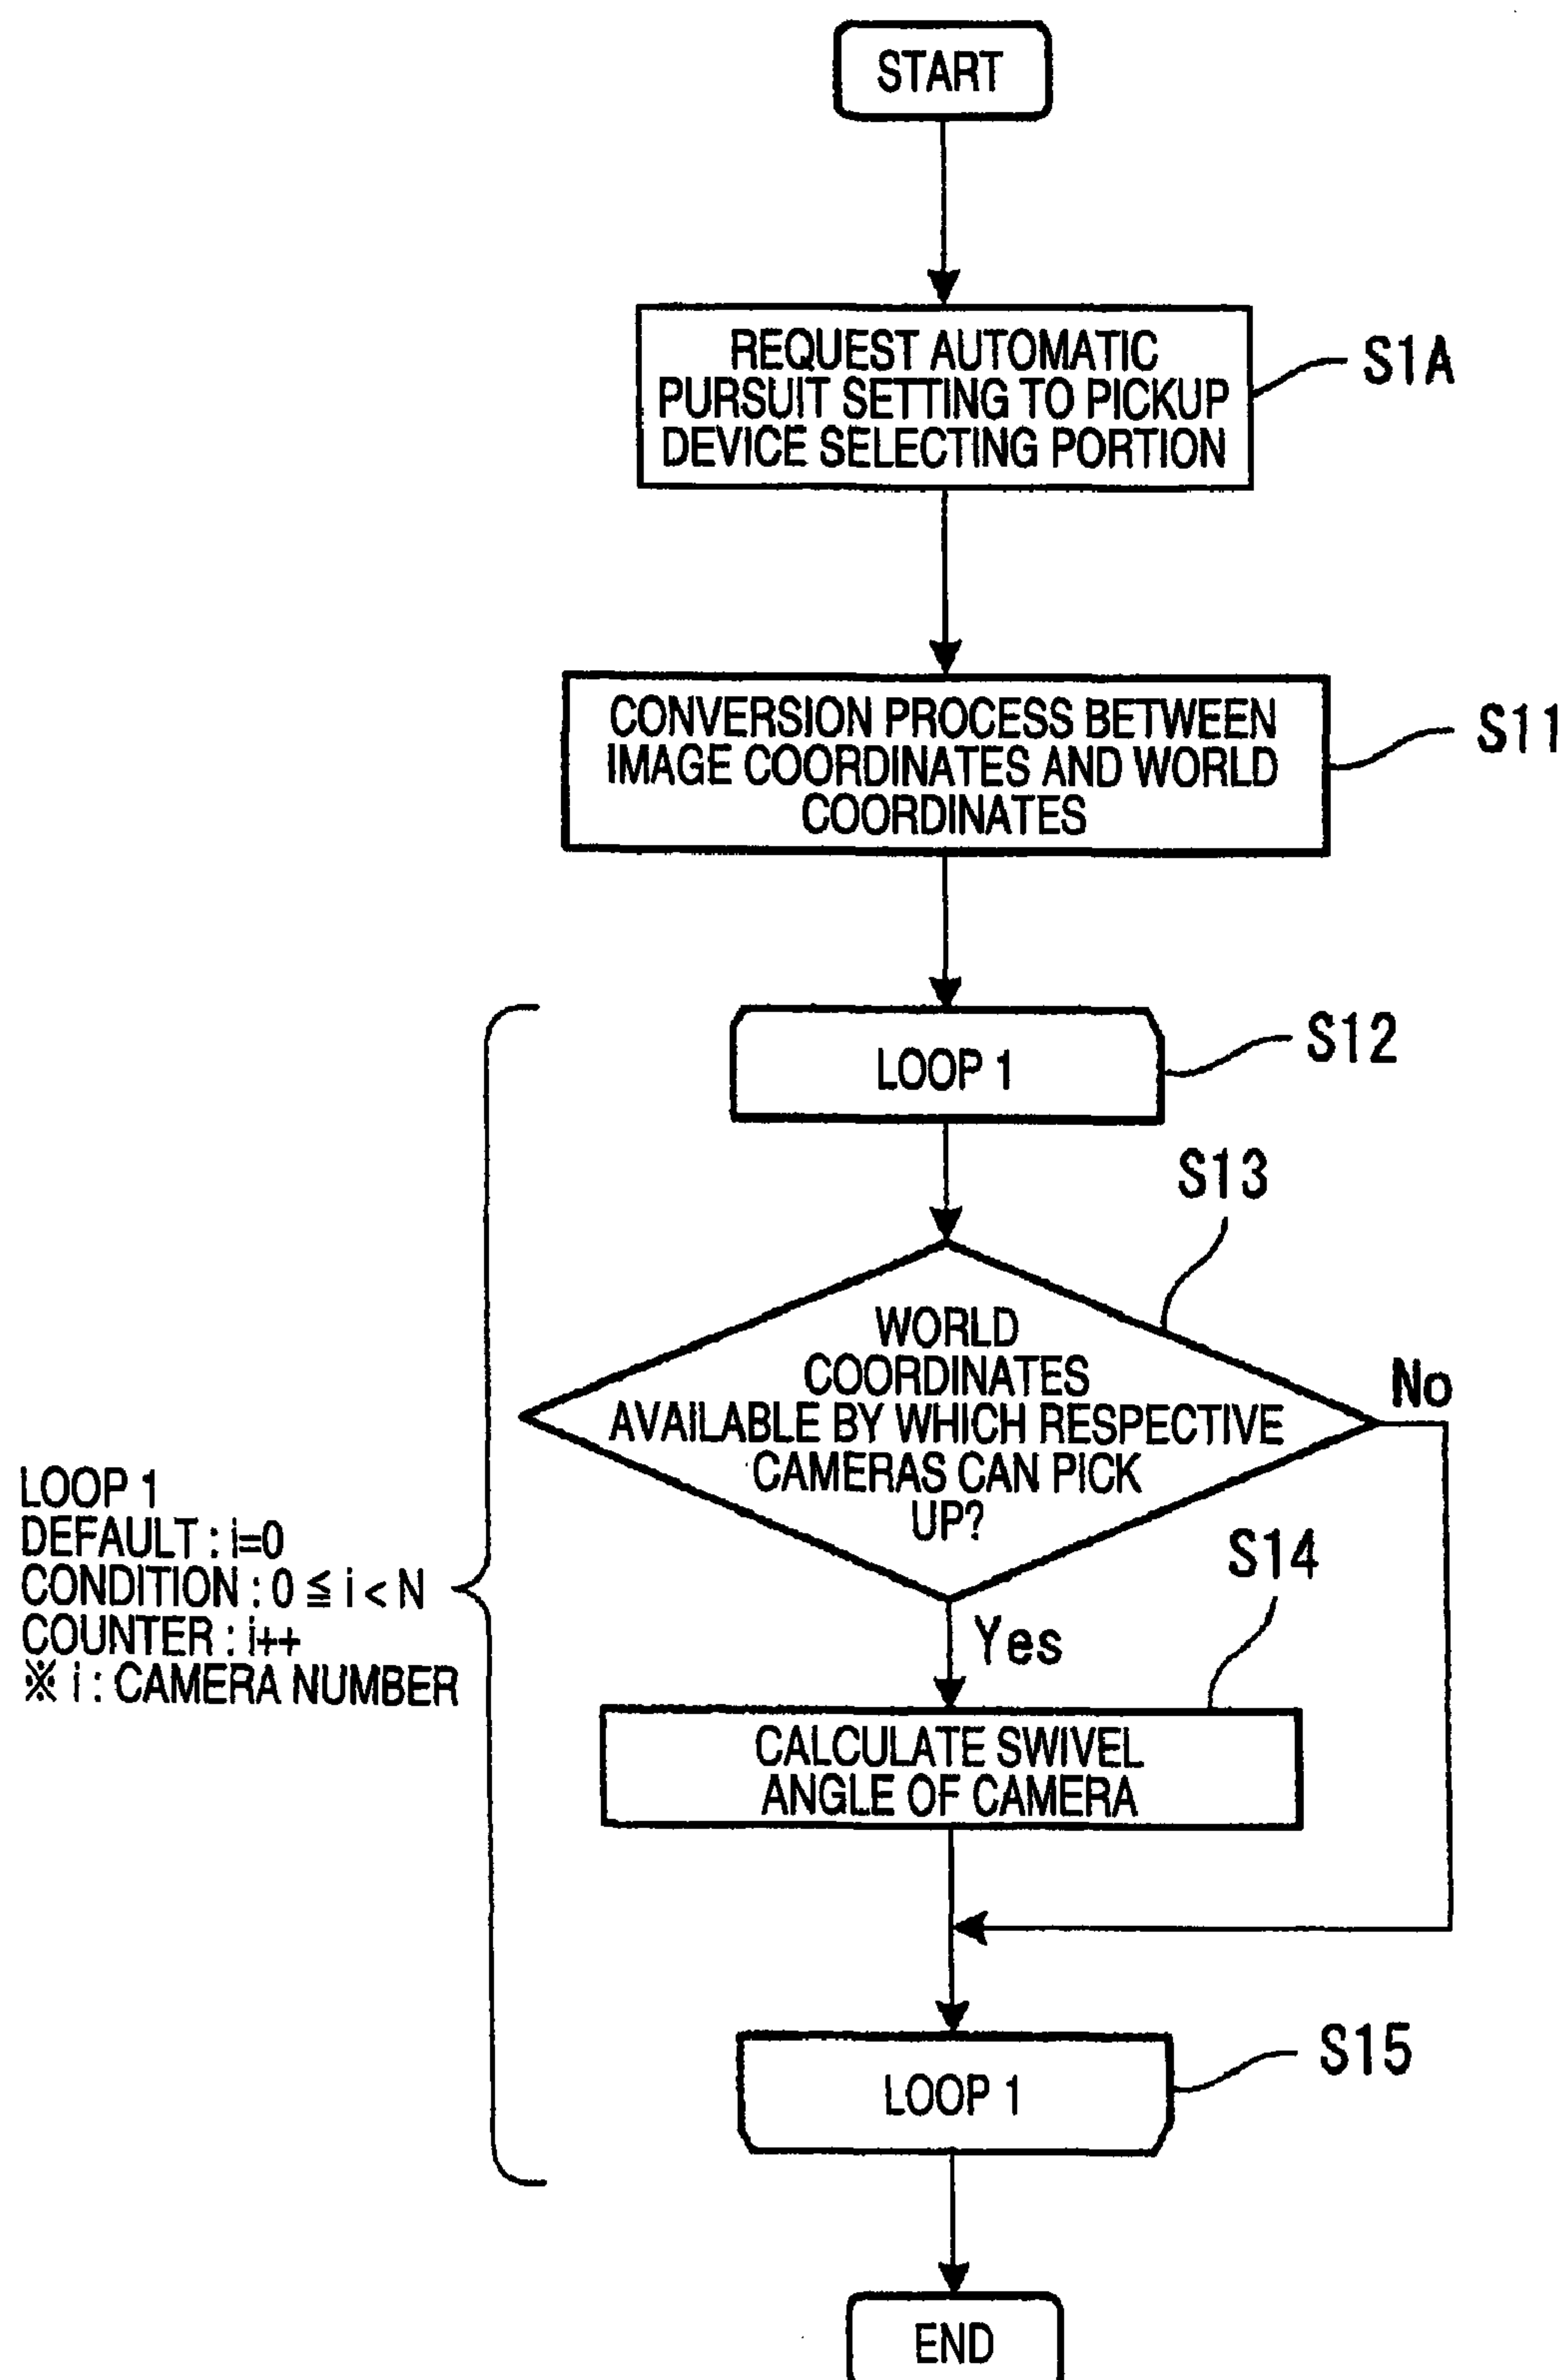 START
REQUEST AUTOMATIC
PURSUIT SETTING TO PICKUP
DEVICE SELECTING PORTION
S1A
CONVERSION PROCESS BETWEEN
IMAGE COORDINATES AND WORLD
COORDINATES
S11
LOOP 1
S12
S13
WORLD
COORDINATES
AVAILABLE BY WHICH RESPECTIVE
CAMERAS CAN PICK
UP?
No
Yes
S14
CALCULATE SWIVEL
ANGLE OF CAMERA
LOOP 1
DEFAULT : i=0
CONDITION : 0 ≦ i < N
COUNTER : i++
※ i : CAMERA NUMBER
LOOP 1
S15
END